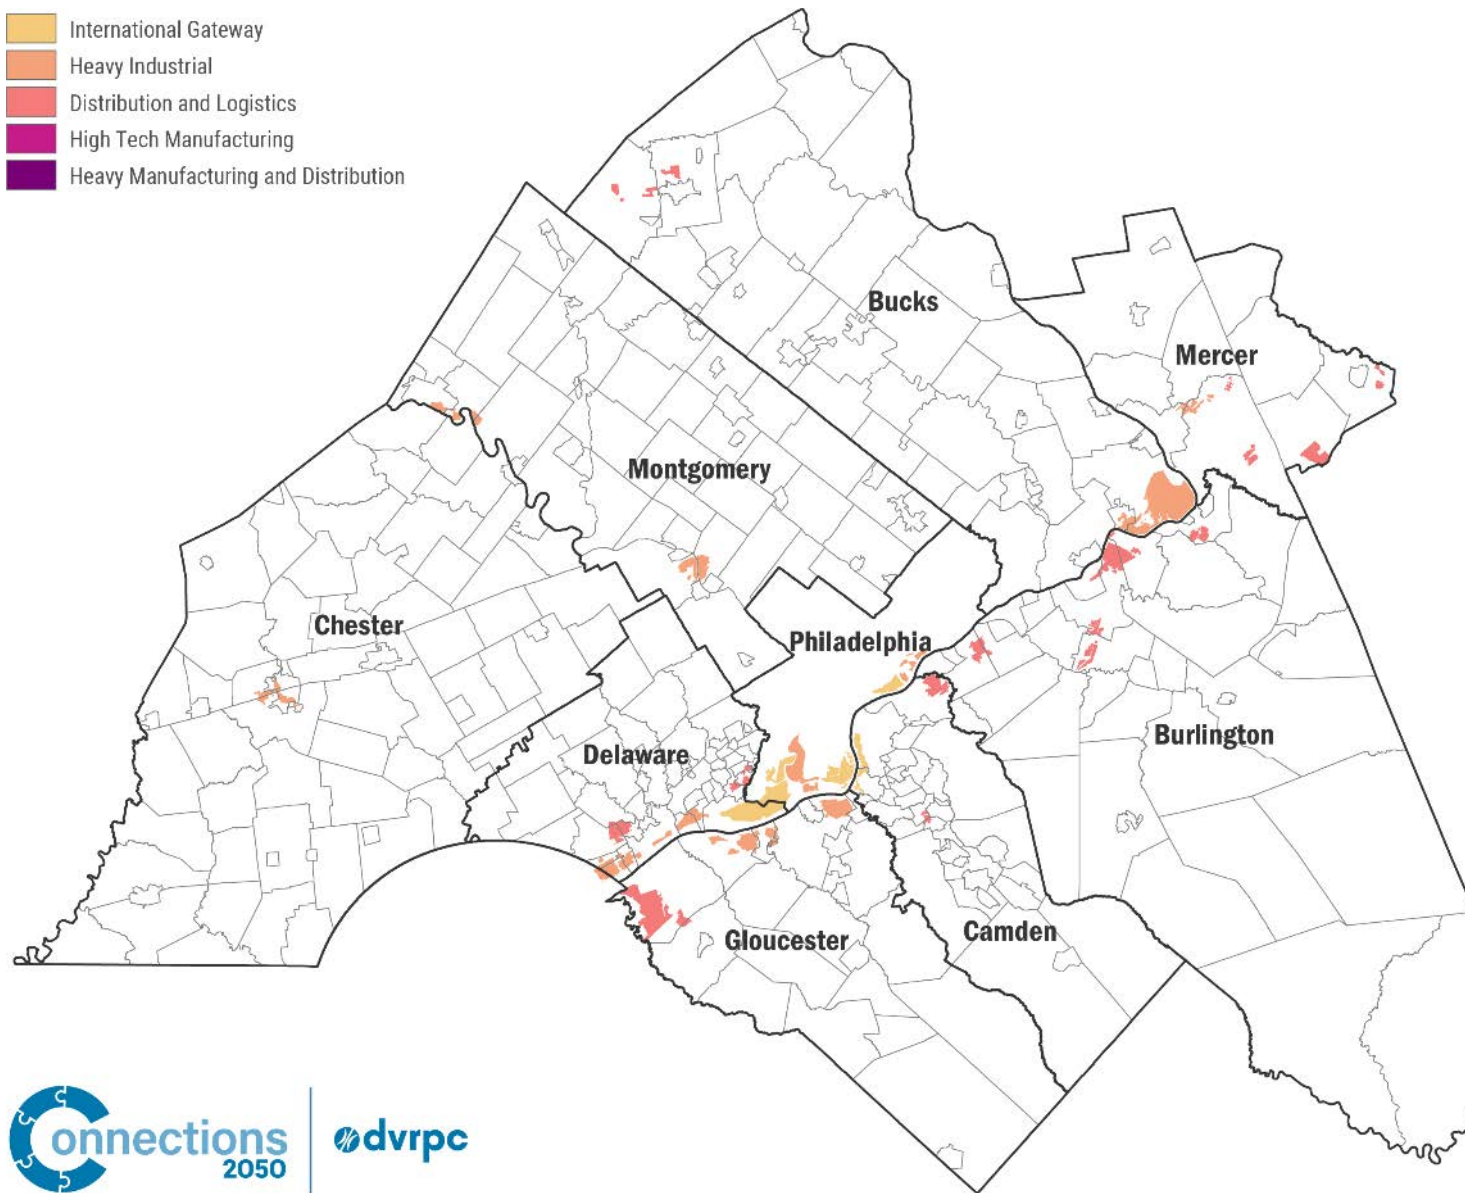 International Gateway
Heavy Industrial
Distribution and Logistics
High Tech Manufacturing
Heavy Manufacturing and Distribution
Bucks
Mercer
Montgomery
Chester
Philadelphia
Delaware
Burlington
Gloucester
Camden
Connections
2050
dvrpc